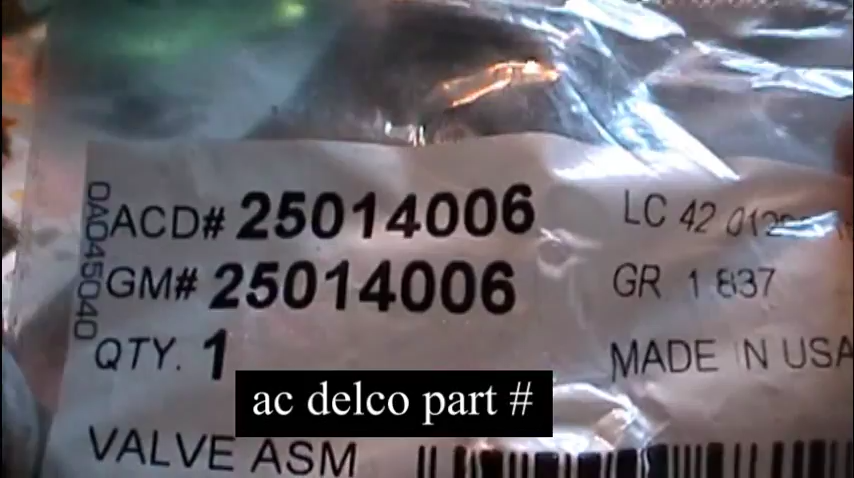 0A045040
ACD# 25014006
LC 42
GM# 25014006
GR 1 837
QTY. 1
MADE IN USA
ac delco part #
VALVE ASM